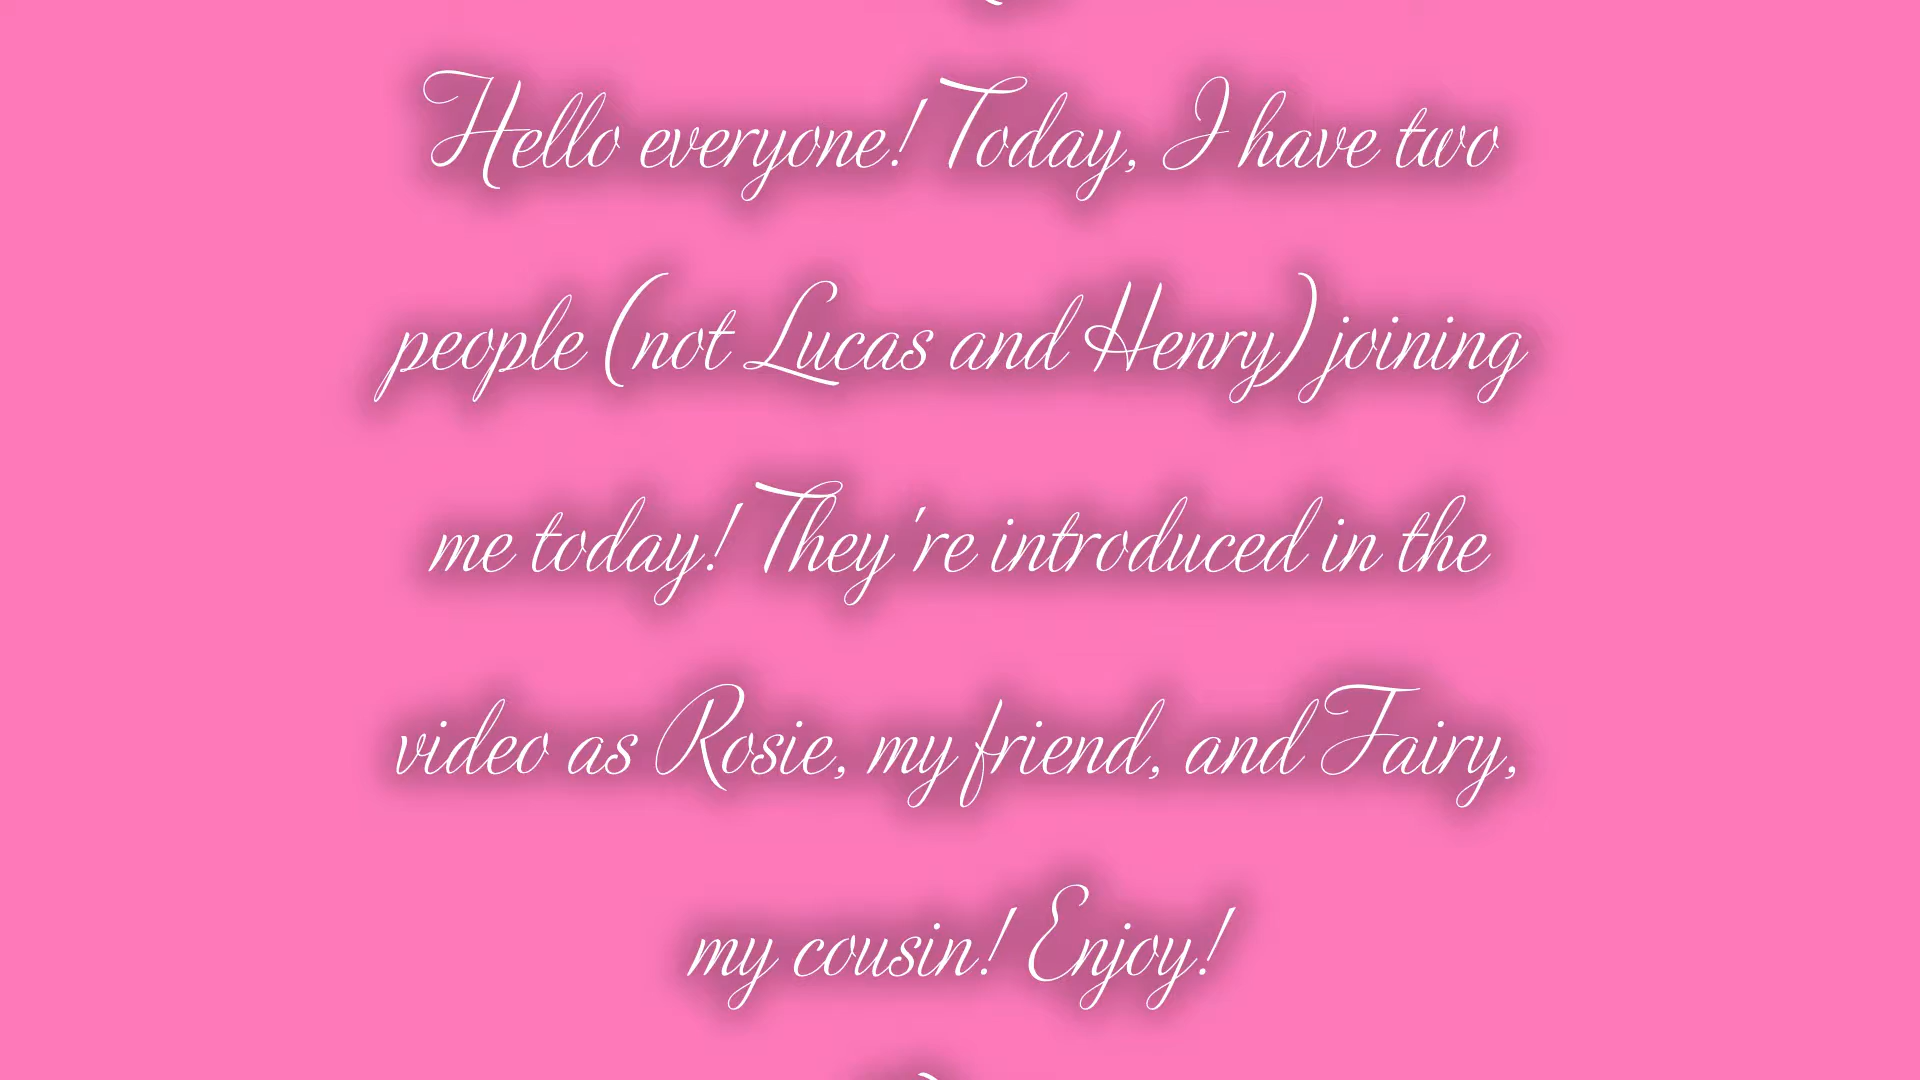 Hello everyone! Today, I have two
people (not Lucas and Henry) joining
me today! They're introduced in the
video as Rosie, my friend, and Fairy,
my cousin! Enjoy!